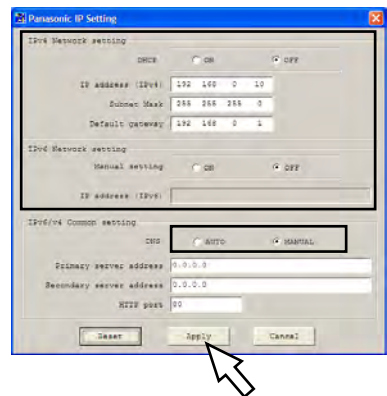 Panasonic IP Setting
IPv4 Network setting
DHCP ON OFF
IP address (IPv4) 192 168 0 10
Subnet Mask 255 255 255 0
Default gateway 192 168 0 1
IPv6 Network setting
Manual setting ON OFF
IP address (IPv6)
IPv6/v4 Common setting
DNS AUTO MANUAL
Primary server address 0.0.0.0
Secondary server address 0.0.0.0
HTTP port 80
Reset Apply Cancel